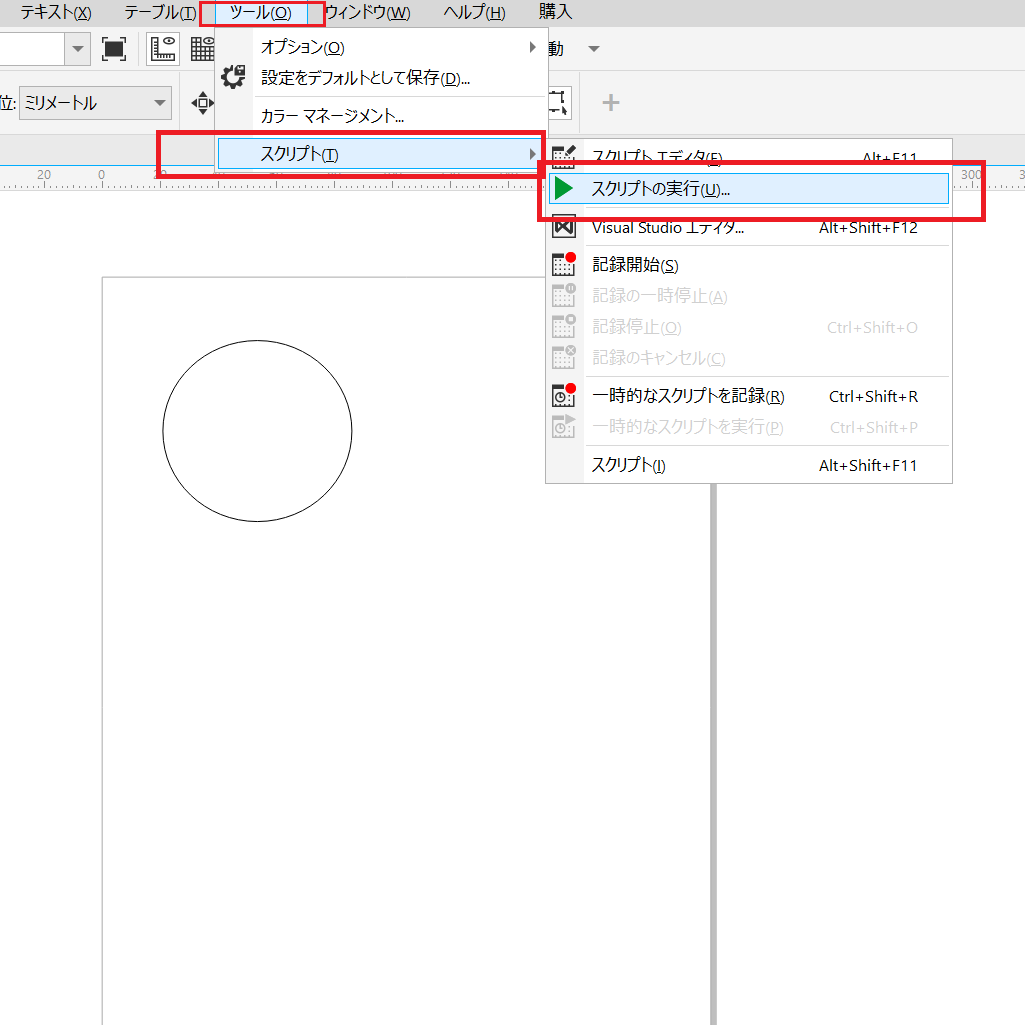 テキスト(X) テーブル(T) ツール(O) ウィンドウ(W) ヘルプ(H) 購入
オプション(O)
動
設定をデフォルトとして保存(D)...
位: ミリメートル
カラー マネージメント...
スクリプト(T)
スクリプト エディタ(E) Alt+F11
20 0 20 300
スクリプトの実行(U)...
Visual Studio エディタ... Alt+Shift+F12
記録開始(S)
記録の一時停止(A)
記録停止(O) Ctrl+Shift+O
記録のキャンセル(C)
一時的なスクリプトを記録(R) Ctrl+Shift+R
一時的なスクリプトを実行(P) Ctrl+Shift+P
スクリプト(I) Alt+Shift+F11